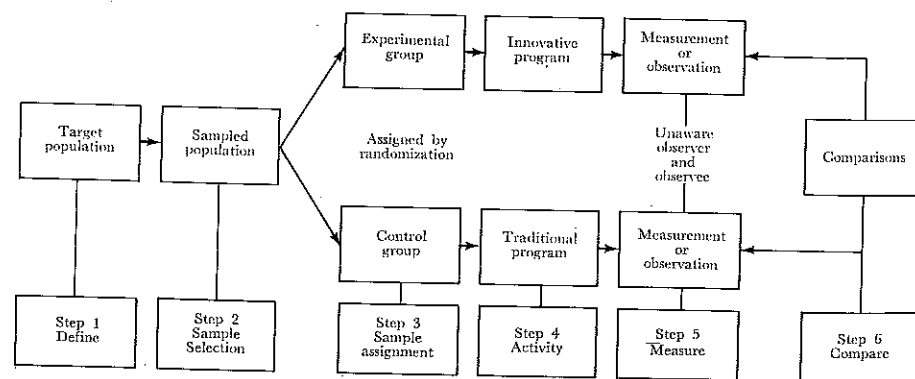 Experimental
group
Innovative
program
Measurement
or
observation
Target
population
Sampled
population
Assigned by
randomization
Unaware
observer
and
observee
Comparisons
Control
group
Traditional
program
Measurement
or
observation
Step 1
Define
Step 2
Sample
Selection
Step 3
Sample
assignment
Step 4
Activity
Step 5
Measure
Step 6
Compare